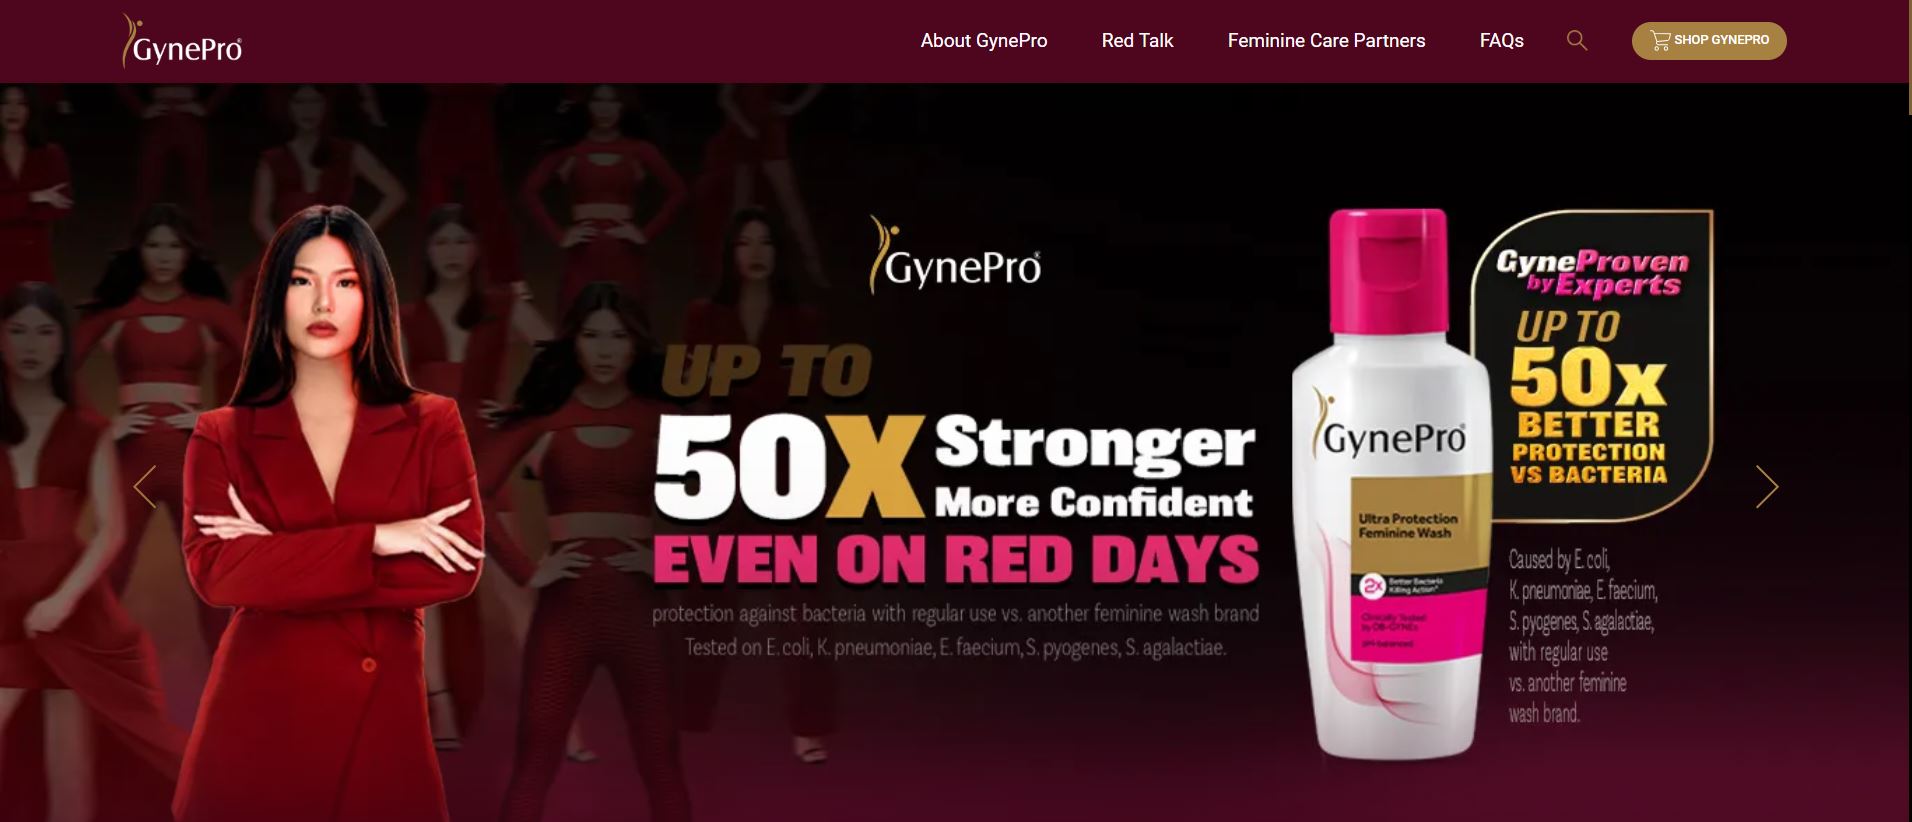 GynePro®
About GynePro
Red Talk
Feminine Care Partners
FAQs
SHOP GYNEPRO
GynePro®
UP TO
50X Stronger
More Confident
EVEN ON RED DAYS
protection against bacteria with regular use vs. another feminine wash brand
Tested on E. coli, K. pneumoniae, E. faecium, S. pyogenes, S. agalactiae.
GynePro®
Ultra Protection
Feminine Wash
2x Better Bacteria
Killing Action*
Clinically Tested
by OB-GYNEs
pH-balanced
GyneProven
by Experts
UP TO
50x
BETTER
PROTECTION
VS BACTERIA
Caused by E. coli,
K. pneumoniae, E. faecium,
S. pyogenes, S. agalactiae,
with regular use
vs. another feminine
wash brand.